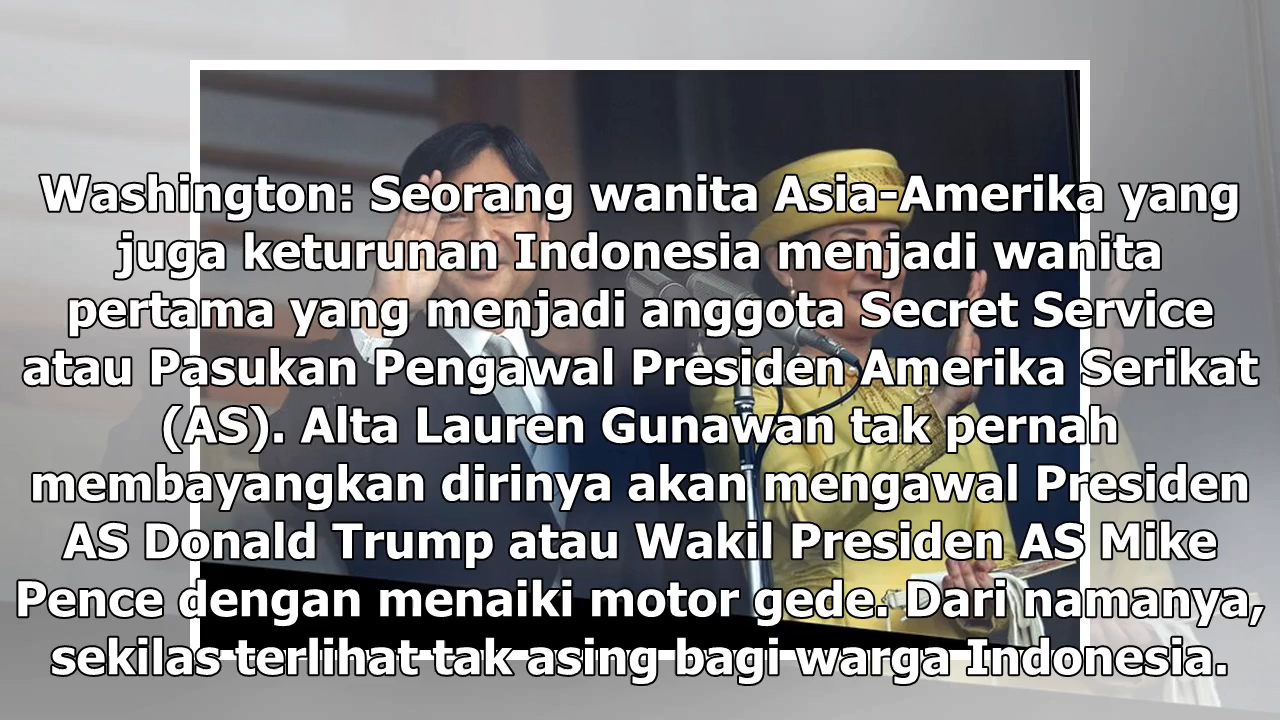 Washington: Seorang wanita Asia-Amerika yang
juga keturunan Indonesia menjadi wanita
pertama yang menjadi anggota Secret Service
atau Pasukan Pengawal Presiden Amerika Serikat
(AS). Alta Lauren Gunawan tak pernah
membayangkan dirinya akan mengawal Presiden
AS Donald Trump atau Wakil Presiden AS Mike
Pence dengan menaiki motor gede. Dari namanya,
sekilas terlihat tak asing bagi warga Indonesia.